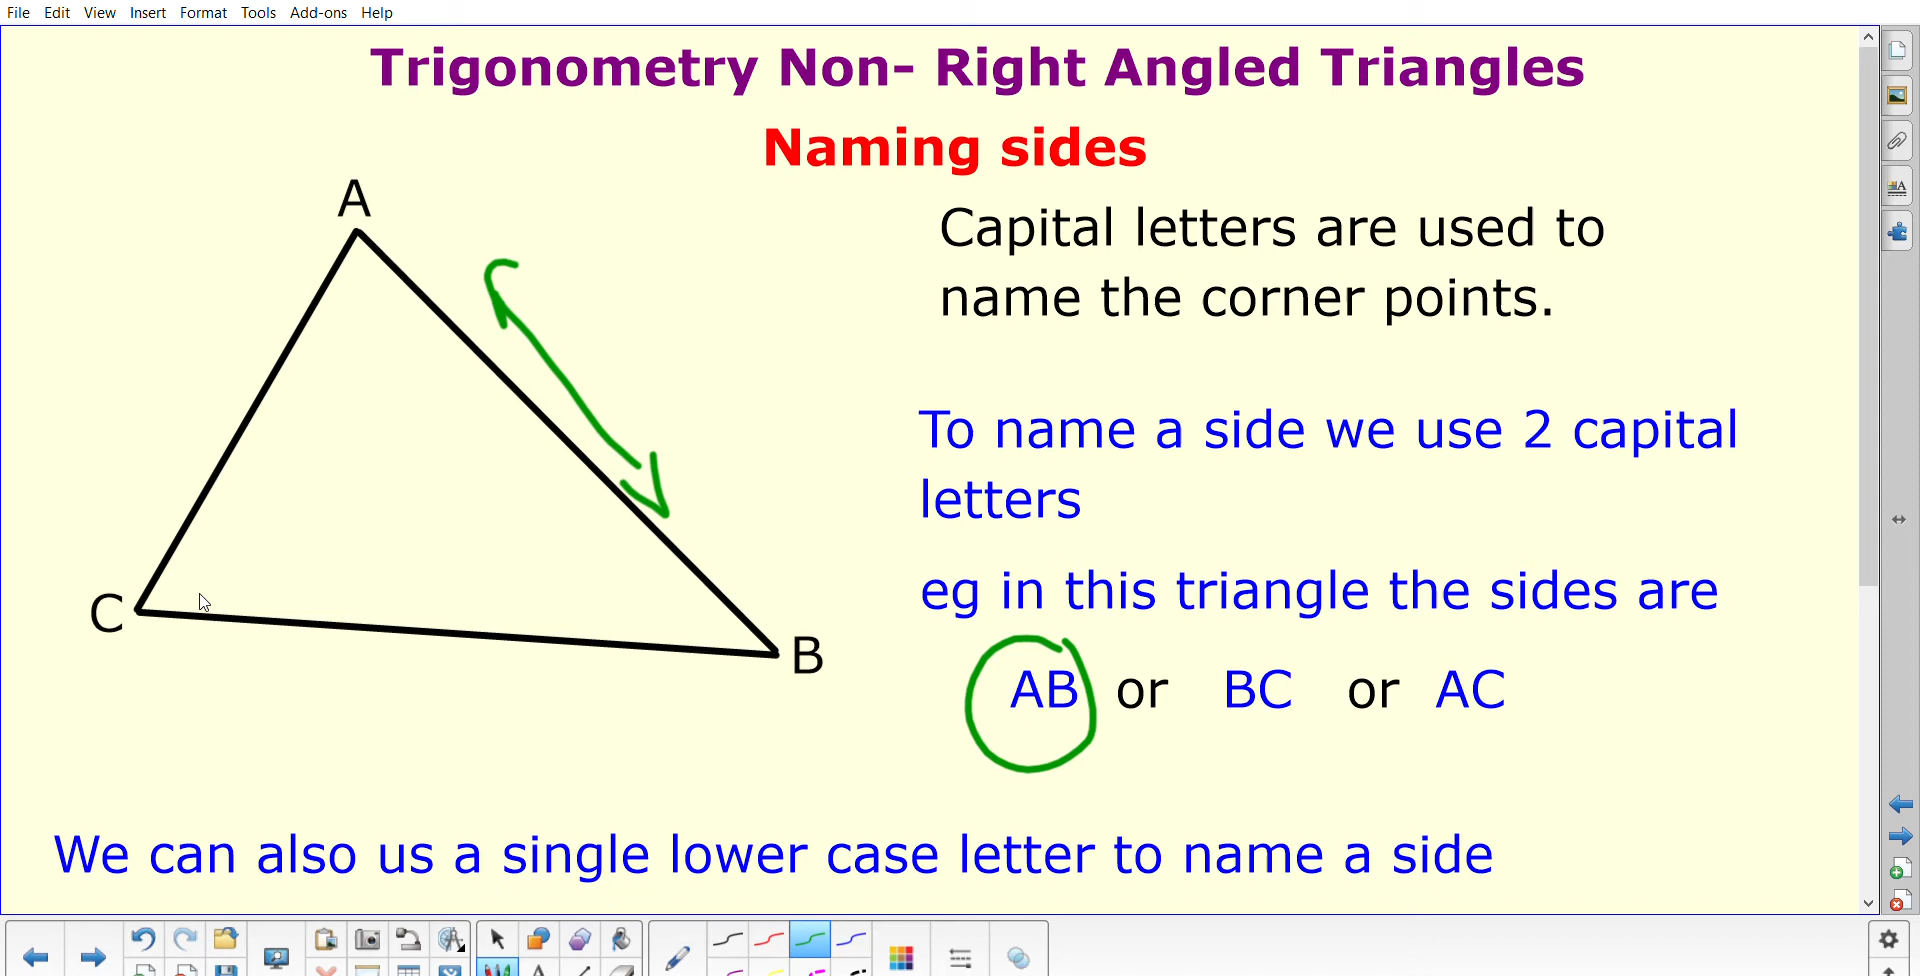 File Edit View Insert Format Tools Add-ons Help
Trigonometry Non- Right Angled Triangles
Naming sides
A
Capital letters are used to
name the corner points.
To name a side we use 2 capital
letters
eg in this triangle the sides are
C
B
AB or BC or AC
We can also us a single lower case letter to name a side